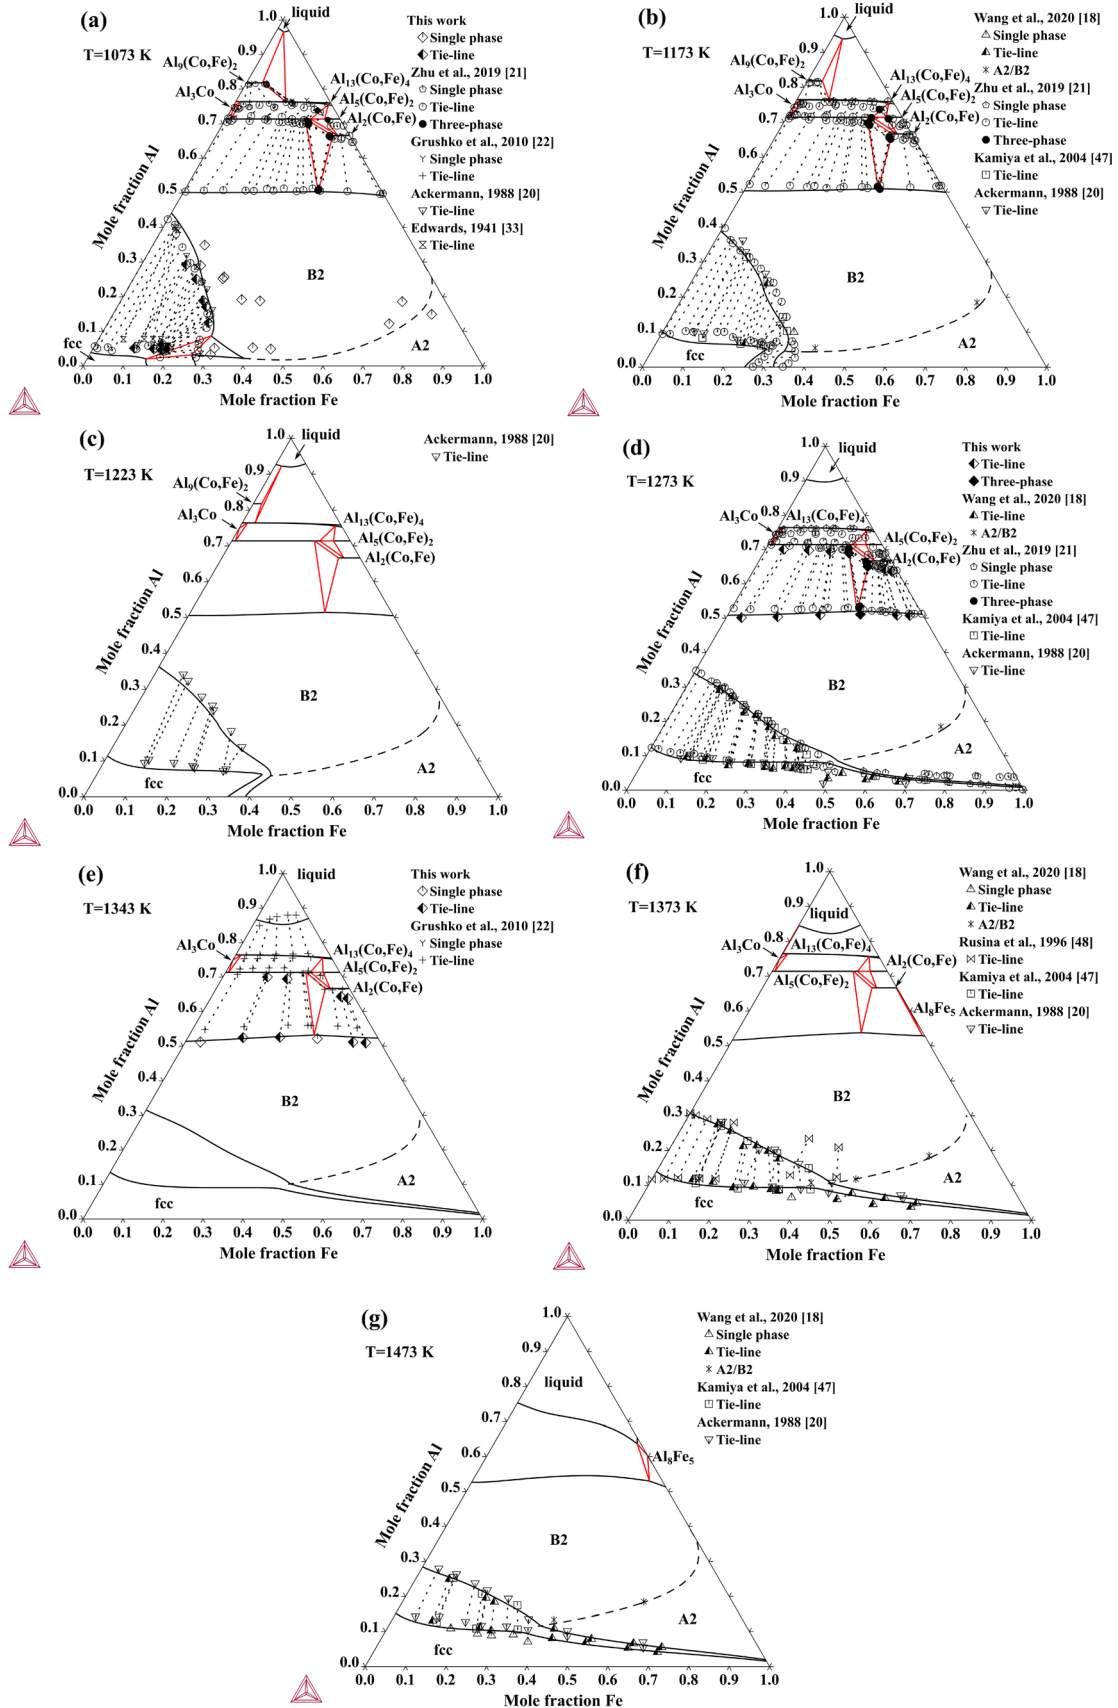 (a)
T=1073 K
liquid
Al9(Co,Fe)2
Al3Co
Al13(Co,Fe)4
Al5(Co,Fe)2
Al2(Co,Fe)
B2
A2
fcc
Mole fraction Al
1.0
0.9
0.8
0.7
0.6
0.5
0.4
0.3
0.2
0.1
0.0
0.0 0.1 0.2 0.3 0.4 0.5 0.6 0.7 0.8 0.9 1.0
Mole fraction Fe
This work
Single phase
Tie-line
Zhu et al., 2019 [21]
Single phase
Tie-line
Three-phase
Grushko et al., 2010 [22]
Single phase
Tie-line
Ackermann, 1988 [20]
Tie-line
Edwards, 1941 [33]
Tie-line
(b)
T=1173 K
liquid
Al9(Co,Fe)2
Al3Co
Al13(Co,Fe)4
Al5(Co,Fe)2
Al2(Co,Fe)
B2
A2
fcc
Mole fraction Al
1.0
0.9
0.8
0.7
0.6
0.5
0.4
0.3
0.2
0.1
0.0
0.0 0.1 0.2 0.3 0.4 0.5 0.6 0.7 0.8 0.9 1.0
Mole fraction Fe
Wang et al., 2020 [18]
Single phase
Tie-line
A2/B2
Zhu et al., 2019 [21]
Single phase
Tie-line
Three-phase
Kamiya et al., 2004 [47]
Tie-line
Ackermann, 1988 [20]
Tie-line
(c)
T=1223 K
liquid
Al9(Co,Fe)2
Al3Co
Al13(Co,Fe)4
Al5(Co,Fe)2
Al2(Co,Fe)
B2
A2
fcc
Mole fraction Al
1.0
0.9
0.8
0.7
0.6
0.5
0.4
0.3
0.2
0.1
0.0
0.0 0.1 0.2 0.3 0.4 0.5 0.6 0.7 0.8 0.9 1.0
Mole fraction Fe
Ackermann, 1988 [20]
Tie-line
(d)
T=1273 K
liquid
Al3Co
Al13(Co,Fe)4
Al5(Co,Fe)2
Al2(Co,Fe)
B2
A2
fcc
Mole fraction Al
1.0
0.9
0.8
0.7
0.6
0.5
0.4
0.3
0.2
0.1
0.0
0.0 0.1 0.2 0.3 0.4 0.5 0.6 0.7 0.8 0.9 1.0
Mole fraction Fe
This work
Tie-line
Three-phase
Wang et al., 2020 [18]
Tie-line
A2/B2
Zhu et al., 2019 [21]
Single phase
Tie-line
Three-phase
Kamiya et al., 2004 [47]
Tie-line
Ackermann, 1988 [20]
Tie-line
(e)
T=1343 K
liquid
Al3Co
Al13(Co,Fe)4
Al5(Co,Fe)2
Al2(Co,Fe)
B2
A2
fcc
Mole fraction Al
1.0
0.9
0.8
0.7
0.6
0.5
0.4
0.3
0.2
0.1
0.0
0.0 0.1 0.2 0.3 0.4 0.5 0.6 0.7 0.8 0.9 1.0
Mole fraction Fe
This work
Single phase
Tie-line
Grushko et al., 2010 [22]
Single phase
Tie-line
(f)
T=1373 K
liquid
Al3Co
Al13(Co,Fe)4
Al5(Co,Fe)2
Al2(Co,Fe)
Al8Fe5
B2
A2
fcc
Mole fraction Al
1.0
0.9
0.8
0.7
0.6
0.5
0.4
0.3
0.2
0.1
0.0
0.0 0.1 0.2 0.3 0.4 0.5 0.6 0.7 0.8 0.9 1.0
Mole fraction Fe
Wang et al., 2020 [18]
Single phase
Tie-line
A2/B2
Rusina et al., 1996 [48]
Tie-line
Kamiya et al., 2004 [47]
Tie-line
Ackermann, 1988 [20]
Tie-line
(g)
T=1473 K
liquid
Al8Fe5
B2
A2
fcc
Mole fraction Al
1.0
0.9
0.8
0.7
0.6
0.5
0.4
0.3
0.2
0.1
0.0
0.0 0.1 0.2 0.3 0.4 0.5 0.6 0.7 0.8 0.9 1.0
Mole fraction Fe
Wang et al., 2020 [18]
Single phase
Tie-line
A2/B2
Kamiya et al., 2004 [47]
Tie-line
Ackermann, 1988 [20]
Tie-line